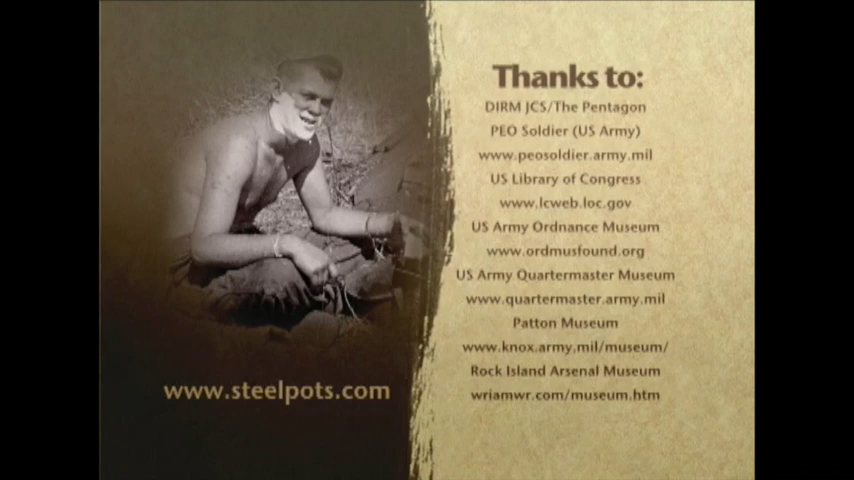 www.steelpots.com
Thanks to:
DIRM JCS/The Pentagon
PEO Soldier (US Army)
www.peosoldier.army.mil
US Library of Congress
www.lcweb.loc.gov
US Army Ordnance Museum
www.ordmusfound.org
US Army Quartermaster Museum
www.quartermaster.army.mil
Patton Museum
www.knox.army.mil/museum/
Rock Island Arsenal Museum
wriamwr.com/museum.htm